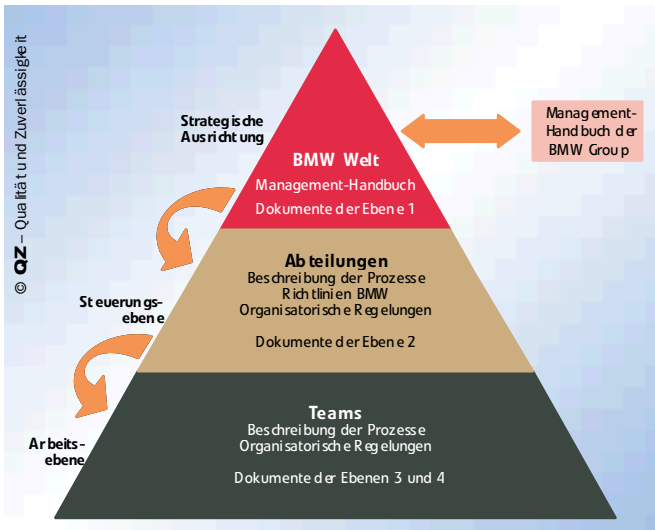 © QZ – Qualität und Zuverlässigkeit
Strategische
Ausrichtung
Management-
Handbuch der
BMW Group
BMW Welt
Management-Handbuch
Dokumente der Ebene 1
Abteilungen
Beschreibung der Prozesse
Richtlinien BMW
Organisatorische Regelungen
Dokumente der Ebene 2
Steuerungs-
ebene
Teams
Beschreibung der Prozesse
Organisatorische Regelungen
Dokumente der Ebenen 3 und 4
Arbeits-
ebene